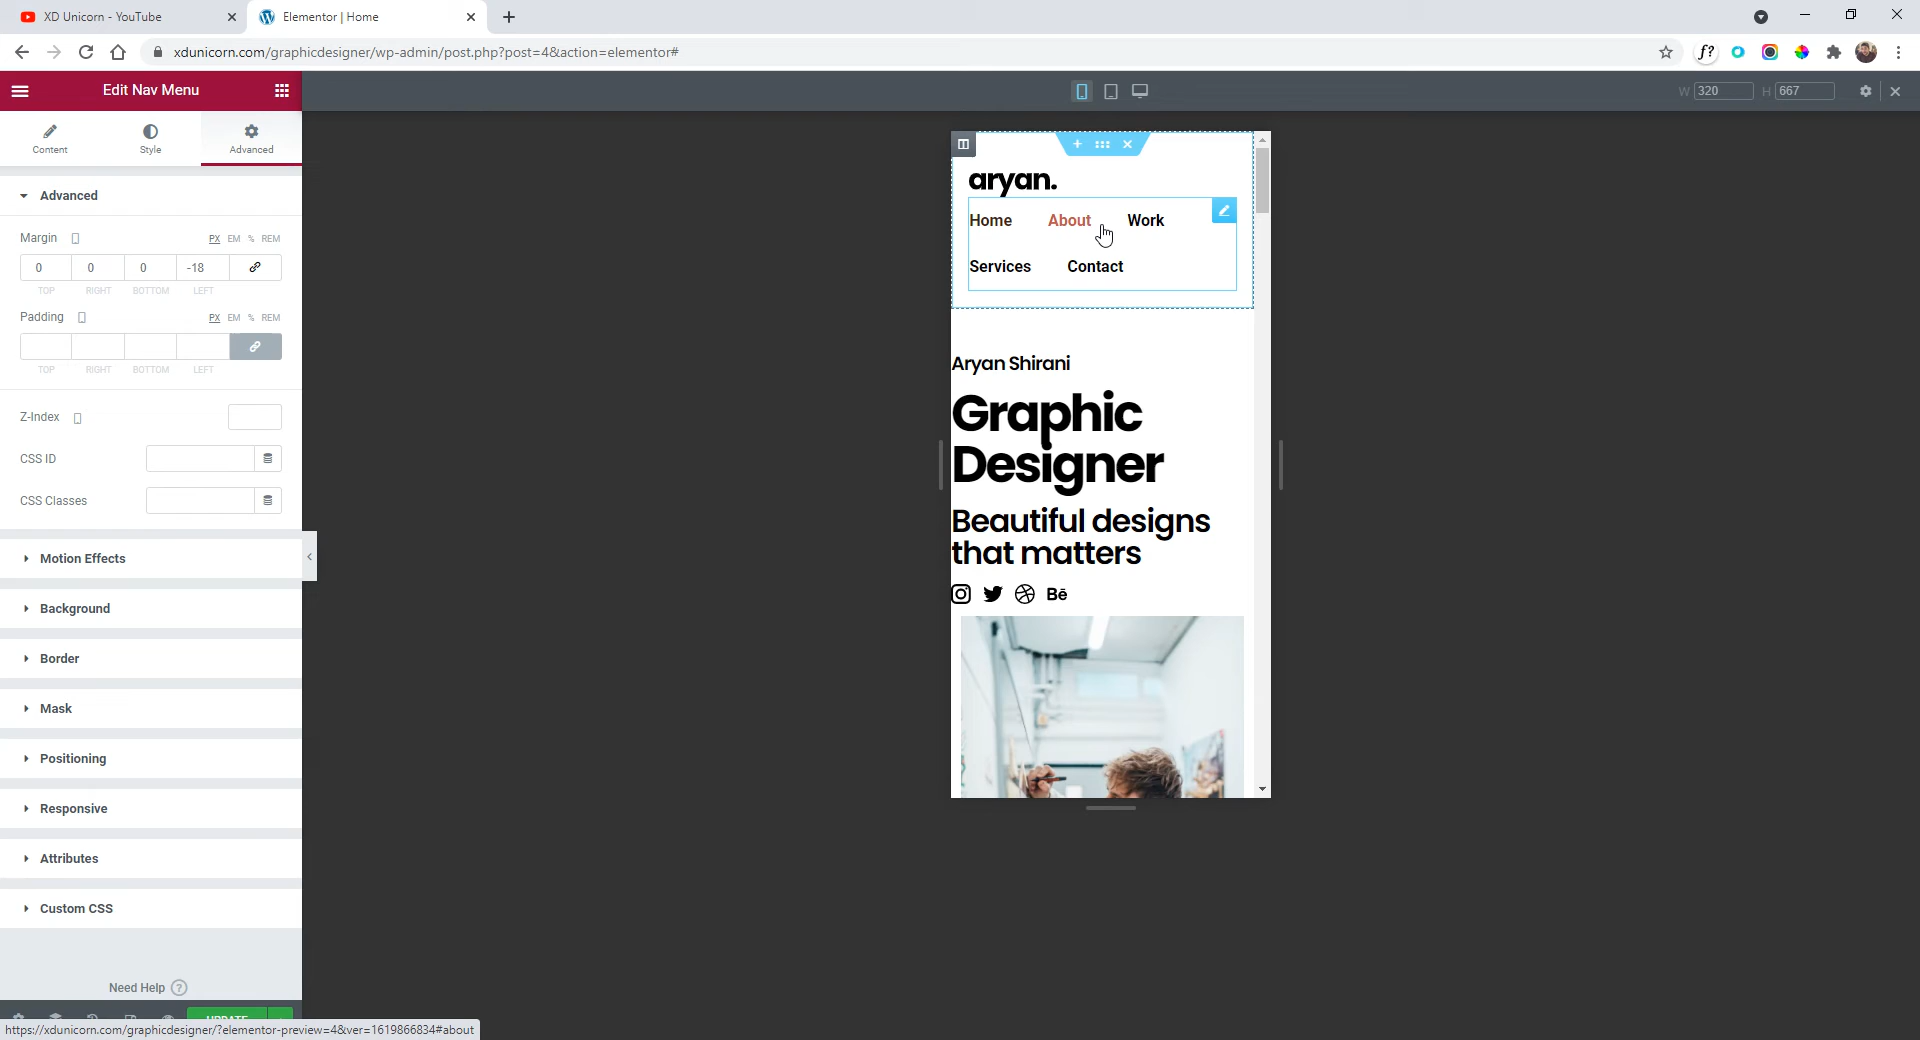 XD Unicorn - YouTube
Elementor | Home
xdunicorn.com/graphicdesigner/wp-admin/post.php?post=4&action=elementor#
f?
Edit Nav Menu
W 320 H 667
Content Style Advanced
Advanced
Margin PX EM % REM
0 0 0 -18
TOP RIGHT BOTTOM LEFT
Padding PX EM % REM
TOP RIGHT BOTTOM LEFT
Z-Index
CSS ID
CSS Classes
Motion Effects
Background
Border
Mask
Positioning
Responsive
Attributes
Custom CSS
Need Help ?
UPDATE
https://xdunicorn.com/graphicdesigner/?elementor-preview=4&ver=1619866834#about
aryan.
Home About Work
Services Contact
Aryan Shirani
Graphic
Designer
Beautiful designs
that matters
Bē